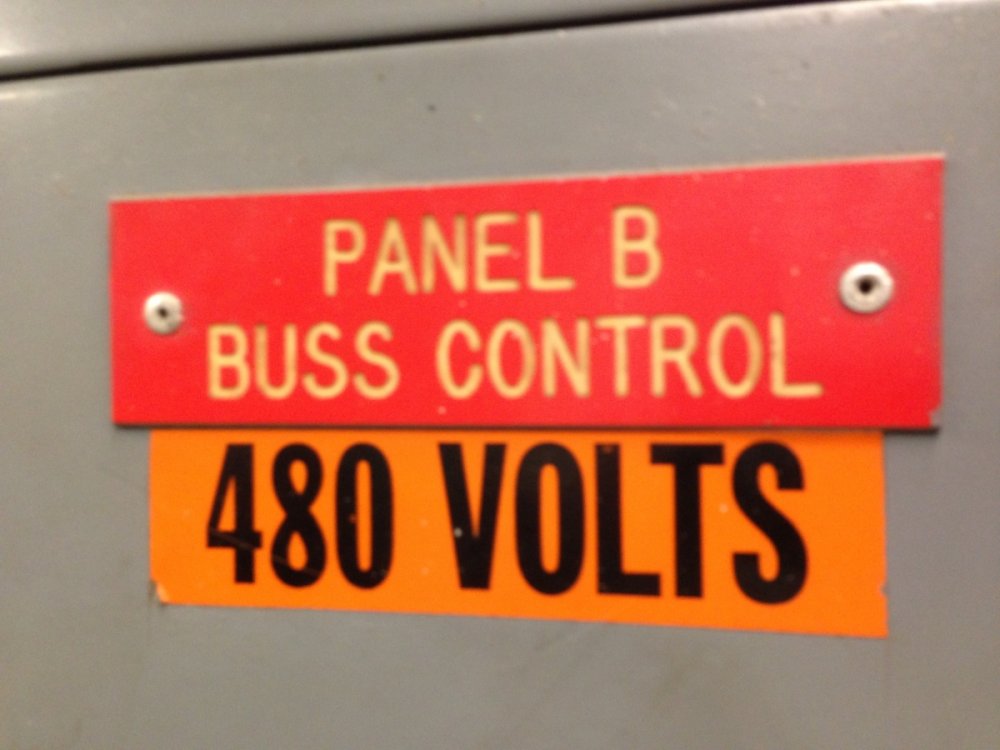 PANEL B
BUSS CONTROL
480 VOLTS